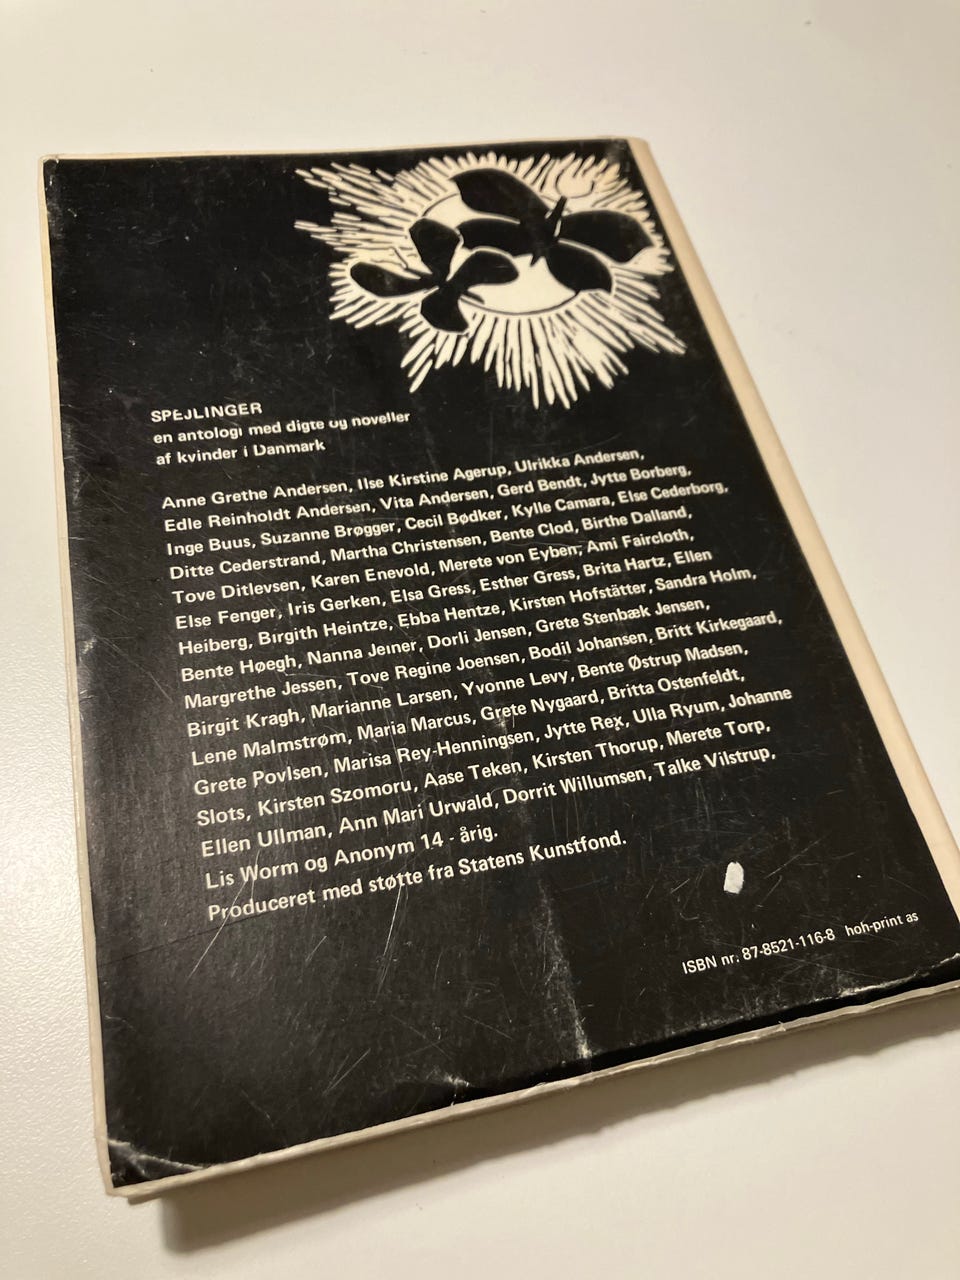 SPEJLINGER
en antologi med digte og noveller
af kvinder i Danmark
Anne Grethe Andersen, Ilse Kirstine Agerup, Ulrikka Andersen,
Edle Reinholdt Andersen, Vita Andersen, Gerd Bendt, Jytte Borberg,
Inge Buus, Suzanne Brøgger, Cecil Bødker, Kylle Camara, Else Cederborg,
Ditte Cederstrand, Martha Christensen, Bente Clod, Birthe Dalland,
Tove Ditlevsen, Karen Enevold, Merete von Eyben, Ami Faircloth,
Else Fenger, Iris Gerken, Elsa Gress, Esther Gress, Brita Hartz, Ellen
Heiberg, Birgith Heintze, Ebba Hentze, Kirsten Hofstätter, Sandra Holm,
Bente Høegh, Nanna Jeiner, Dorli Jensen, Grete Stenbæk Jensen,
Margrethe Jessen, Tove Regine Joensen, Bodil Johansen, Britt Kirkegaard,
Birgit Kragh, Marianne Larsen, Yvonne Levy, Bente Østrup Madsen,
Lene Malmstrøm, Maria Marcus, Grete Nygaard, Britta Ostenfeldt,
Grete Povlsen, Marisa Rey-Henningsen, Jytte Rex, Ulla Ryum, Johanne
Slots, Kirsten Szomoru, Aase Teken, Kirsten Thorup, Merete Torp,
Ellen Ullman, Ann Mari Urwald, Dorrit Willumsen, Talke Vilstrup,
Lis Worm og Anonym 14 - årig.
Produceret med støtte fra Statens Kunstfond.
ISBN nr. 87-8521-116-8 hoh-print as